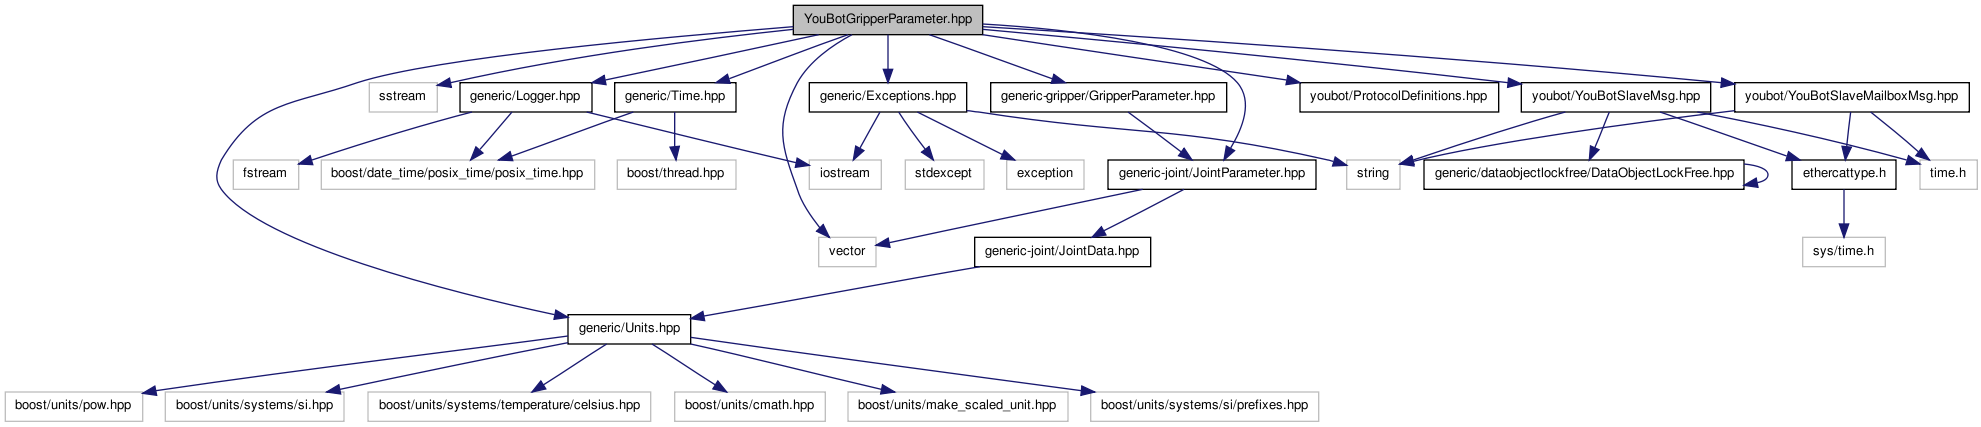 YouBotGripperParameter.hpp
sstream
generic/Logger.hpp
generic/Time.hpp
generic/Exceptions.hpp
generic-gripper/GripperParameter.hpp
youbot/ProtocolDefinitions.hpp
youbot/YouBotSlaveMsg.hpp
youbot/YouBotSlaveMailboxMsg.hpp
fstream
boost/date_time/posix_time/posix_time.hpp
boost/thread.hpp
iostream
stdexcept
exception
generic-joint/JointParameter.hpp
string
generic/dataobjectlockfree/DataObjectLockFree.hpp
ethercattype.h
time.h
vector
generic-joint/JointData.hpp
sys/time.h
generic/Units.hpp
boost/units/pow.hpp
boost/units/systems/si.hpp
boost/units/systems/temperature/celsius.hpp
boost/units/cmath.hpp
boost/units/make_scaled_unit.hpp
boost/units/systems/si/prefixes.hpp